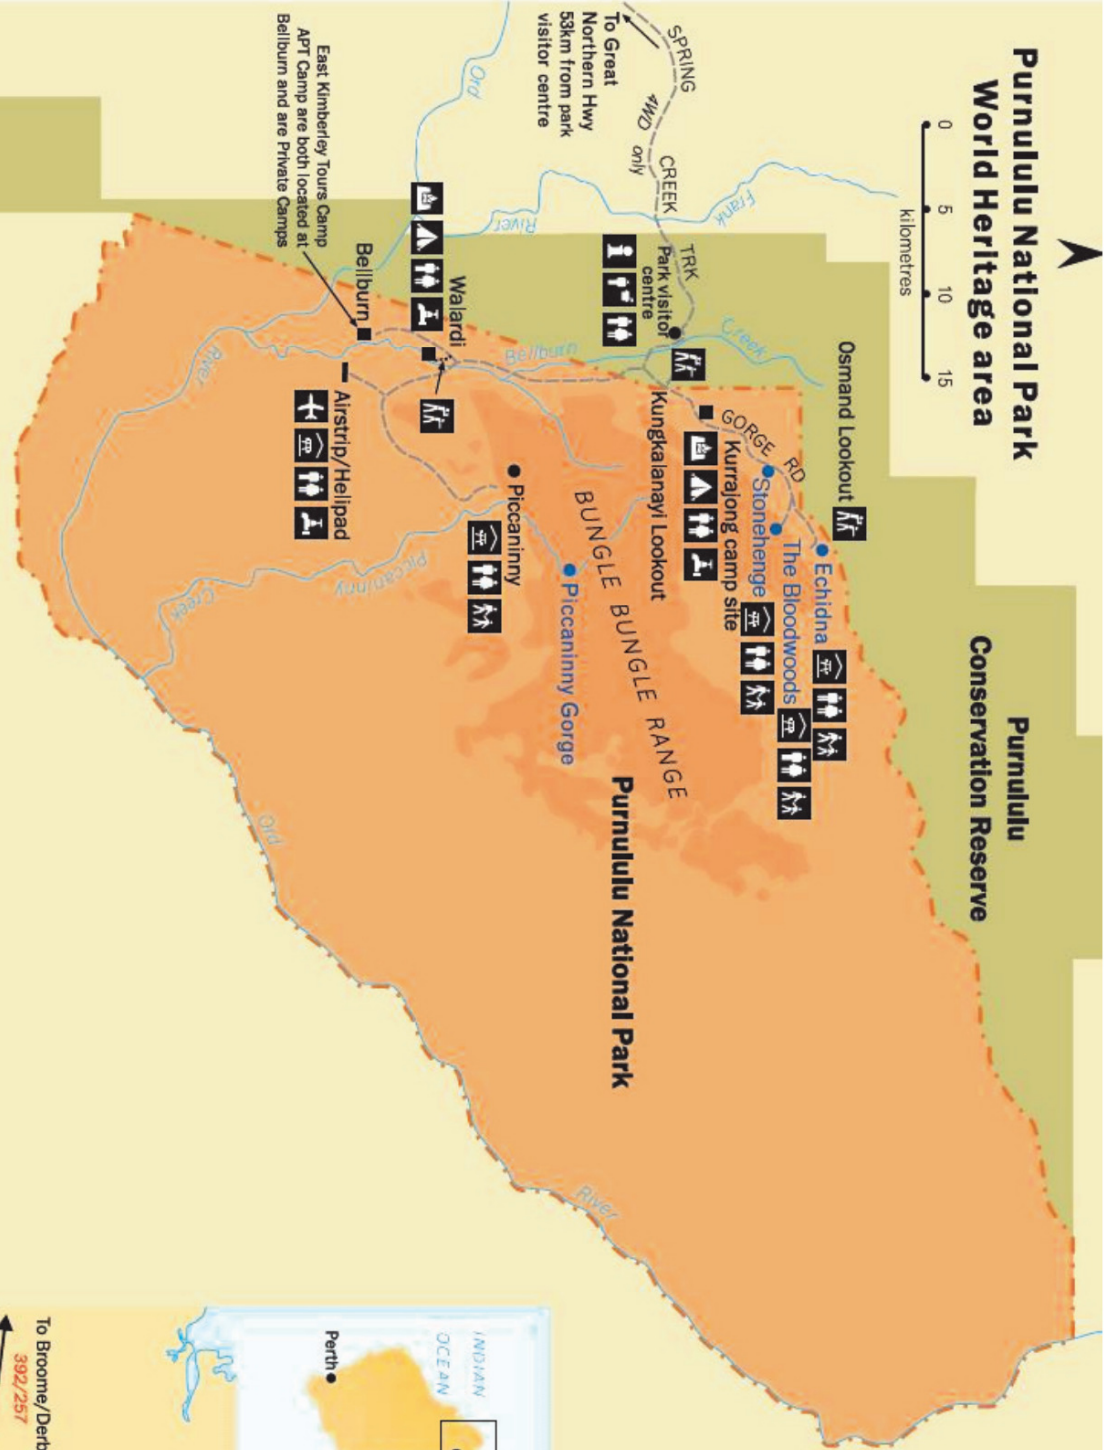 Purnululu National Park
World Heritage area
0 5 10 15
kilometres
To Great
Northern Hwy
53km from park
visitor centre
SPRING
4WD only
CREEK
TRK
Frank
River
Ord
Park visitor
centre
Creek
Osmand Lookout
Purnululu
Conservation Reserve
GORGE RD
Echidna
The Bloodwoods
Stonehenge
Kurrajong camp site
Kungkalanayi Lookout
BUNGLE BUNGLE RANGE
Purnululu National Park
Piccaninny Gorge
Piccaninny
Bellburn
Walardi
Bellburn
East Kimberley Tours Camp
APT Camp are both located at
Bellburn and are Private Camps
Airstrip/Helipad
River
Piccaninny
Creek
Ord
River
INDIAN
OCEAN
Perth
To Broome/Derb
392/257